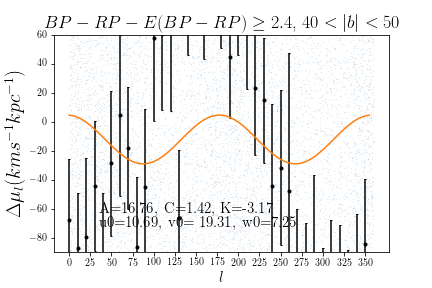 BP − RP − E(BP − RP) ≥ 2.4, 40 < |b| < 50
60
40
20
0
−20
−40
−60
−80
Δμ_l(kms^−1kpc^−1)
A=16.76, C=1.42, K=-3.17
u0=10.69, v0= 19.31, w0=7.25
0 25 50 75 100 125 150 175 200 225 250 275 300 325 350
l